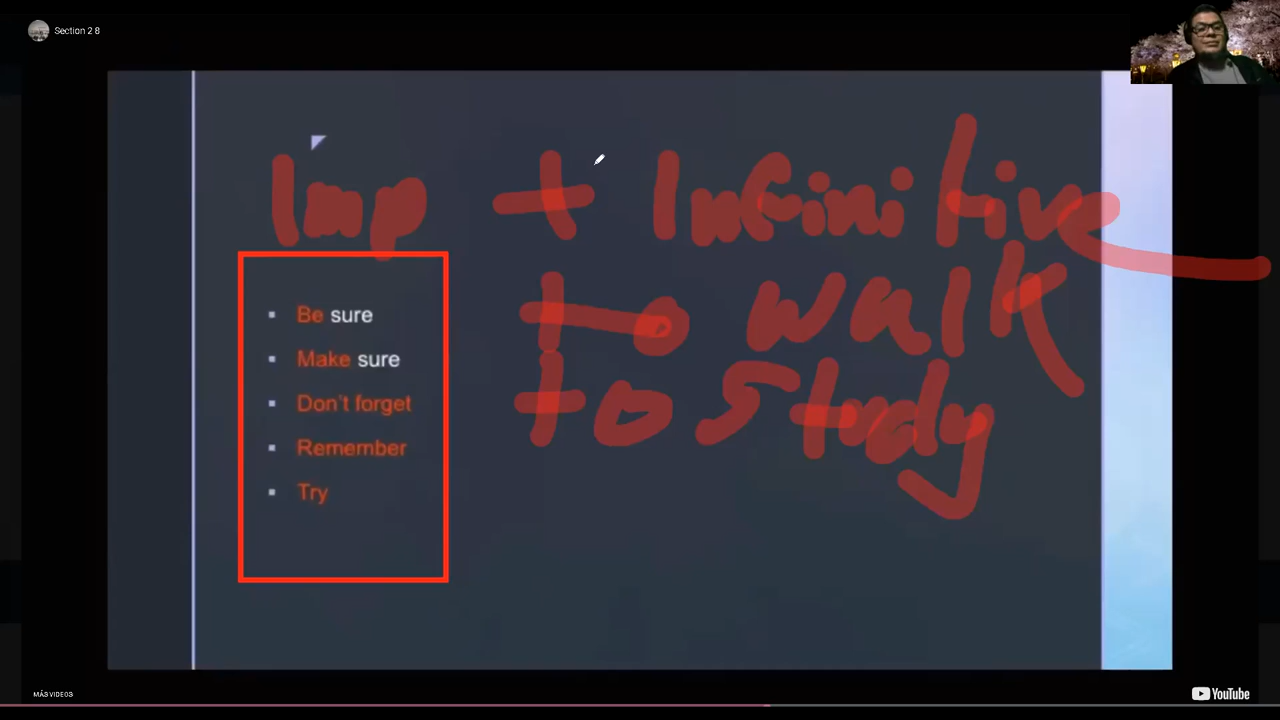 Section 2 8
Imp + Infinitive
to walk
to study
Be sure
Make sure
Don't forget
Remember
Try
MÁS VIDEOS
YouTube